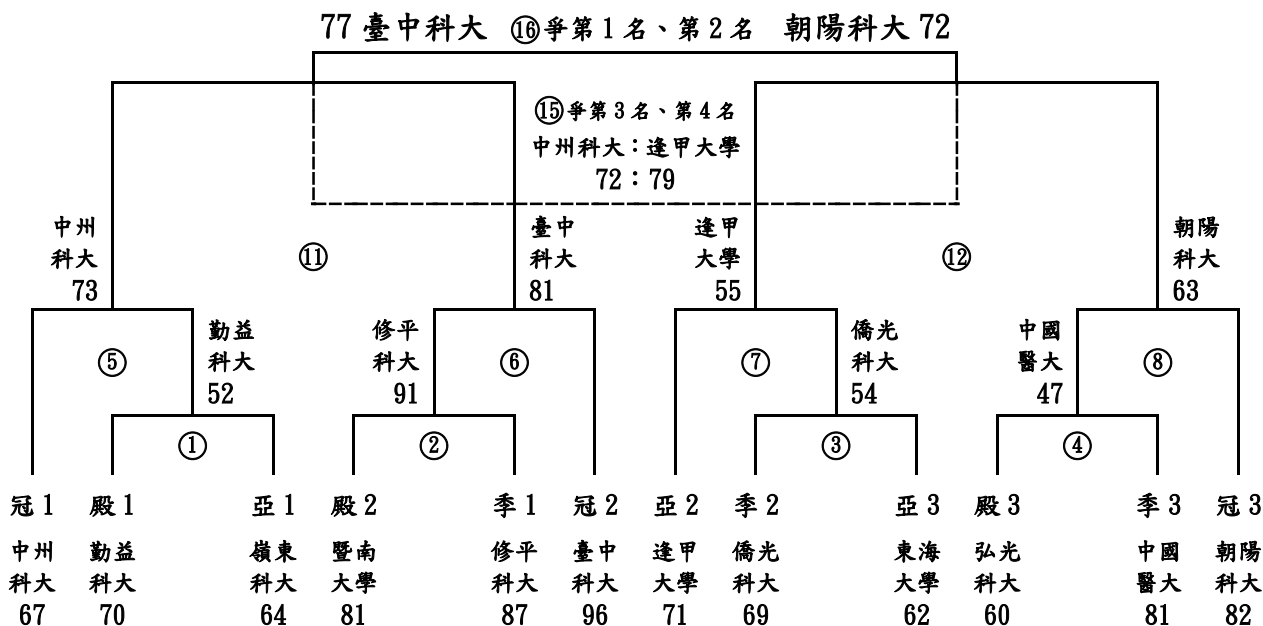 77 臺中科大 ⑯爭第1名、第2名 朝陽科大 72
⑮爭第3名、第4名
中州科大：逢甲大學
72：79
中州
科大
73
⑪
臺中
科大
81
逢甲
大學
55
⑫
朝陽
科大
63
⑤
勤益
科大
52
修平
科大
91
⑥
⑦
僑光
科大
54
中國
醫大
47
⑧
①
②
③
④
冠1 殿1 亞1 殿2 季1 冠2 亞2 季2 亞3 殿3 季3 冠3
中州 勤益 嶺東 暨南 修平 臺中 逢甲 僑光 東海 弘光 中國 朝陽
科大 科大 科大 大學 科大 科大 大學 科大 大學 科大 醫大 科大
67 70 64 81 87 96 71 69 62 60 81 82